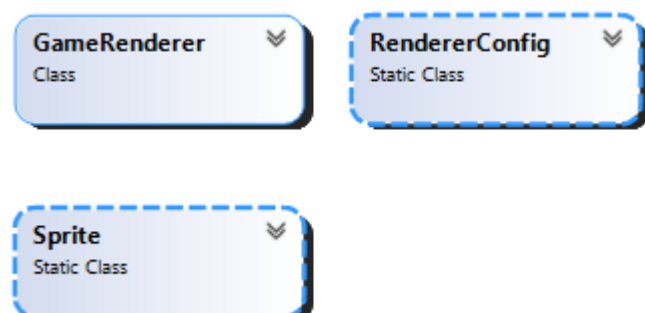 GameRenderer
Class
RendererConfig
Static Class
Sprite
Static Class